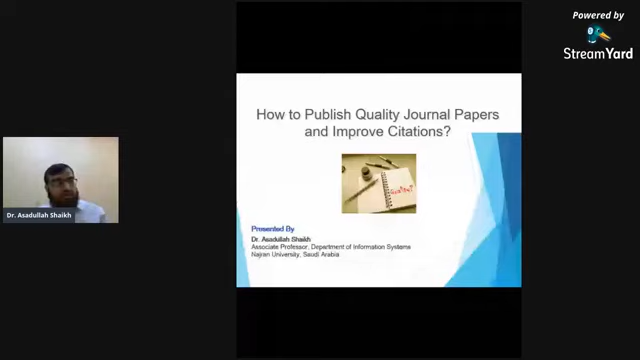 Powered by
StreamYard
How to Publish Quality Journal Papers
and Improve Citations?
Quality?
Presented By
Dr. Asadullah Shaikh
Associate Professor, Department of Information Systems
Najran University, Saudi Arabia
Dr. Asadullah Shaikh